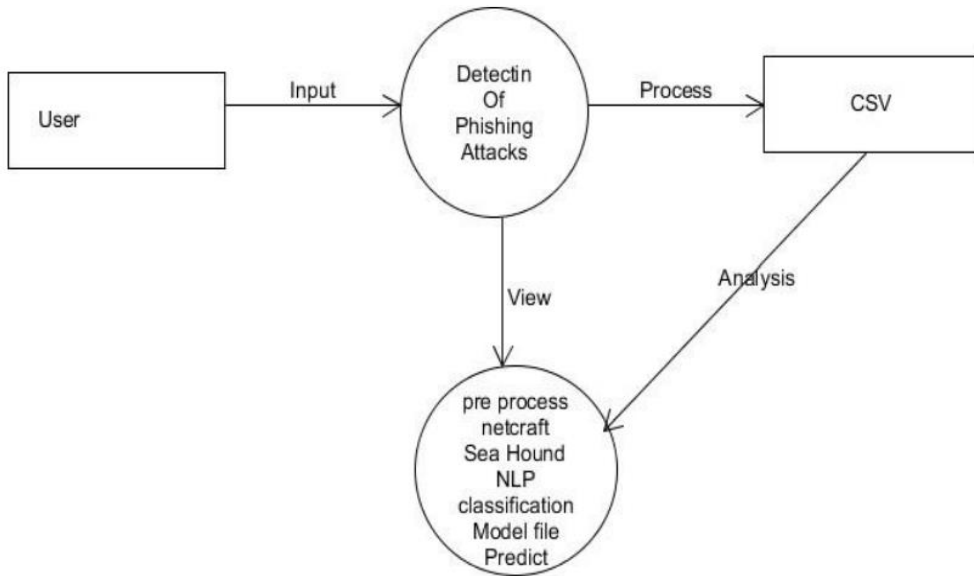 User
Input
Detectin
Of
Phishing
Attacks
Process
CSV
View
Analysis
pre process
netcraft
Sea Hound
NLP
classification
Model file
Predict